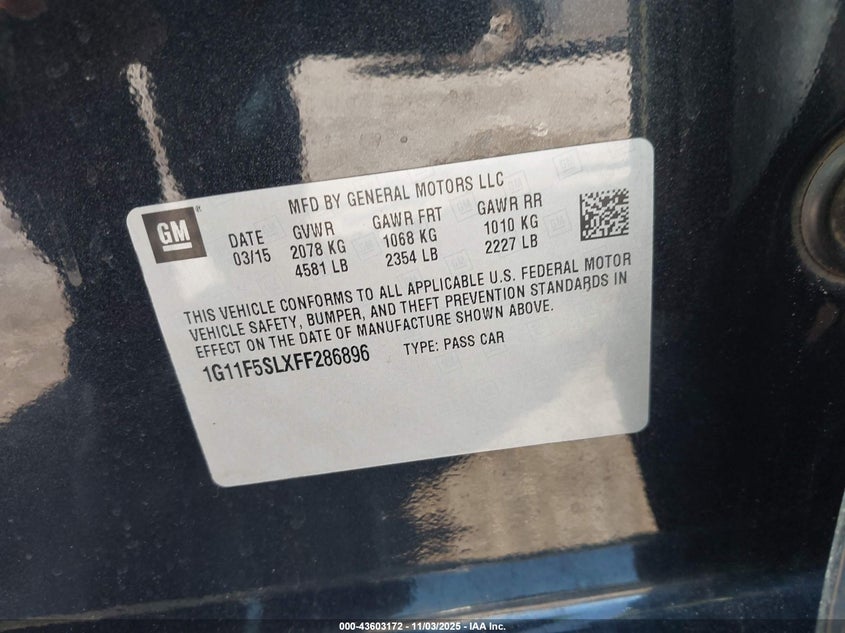 MFD BY GENERAL MOTORS LLC
GM
DATE GVWR GAWR FRT GAWR RR
03/15 2078 KG 1068 KG 1010 KG
4581 LB 2354 LB 2227 LB
THIS VEHICLE CONFORMS TO ALL APPLICABLE U.S. FEDERAL MOTOR
VEHICLE SAFETY, BUMPER, AND THEFT PREVENTION STANDARDS IN
EFFECT ON THE DATE OF MANUFACTURE SHOWN ABOVE.
1G11F5SLXFF286896 TYPE: PASS CAR
000-43603172 - 11/03/2025 - IAA Inc.